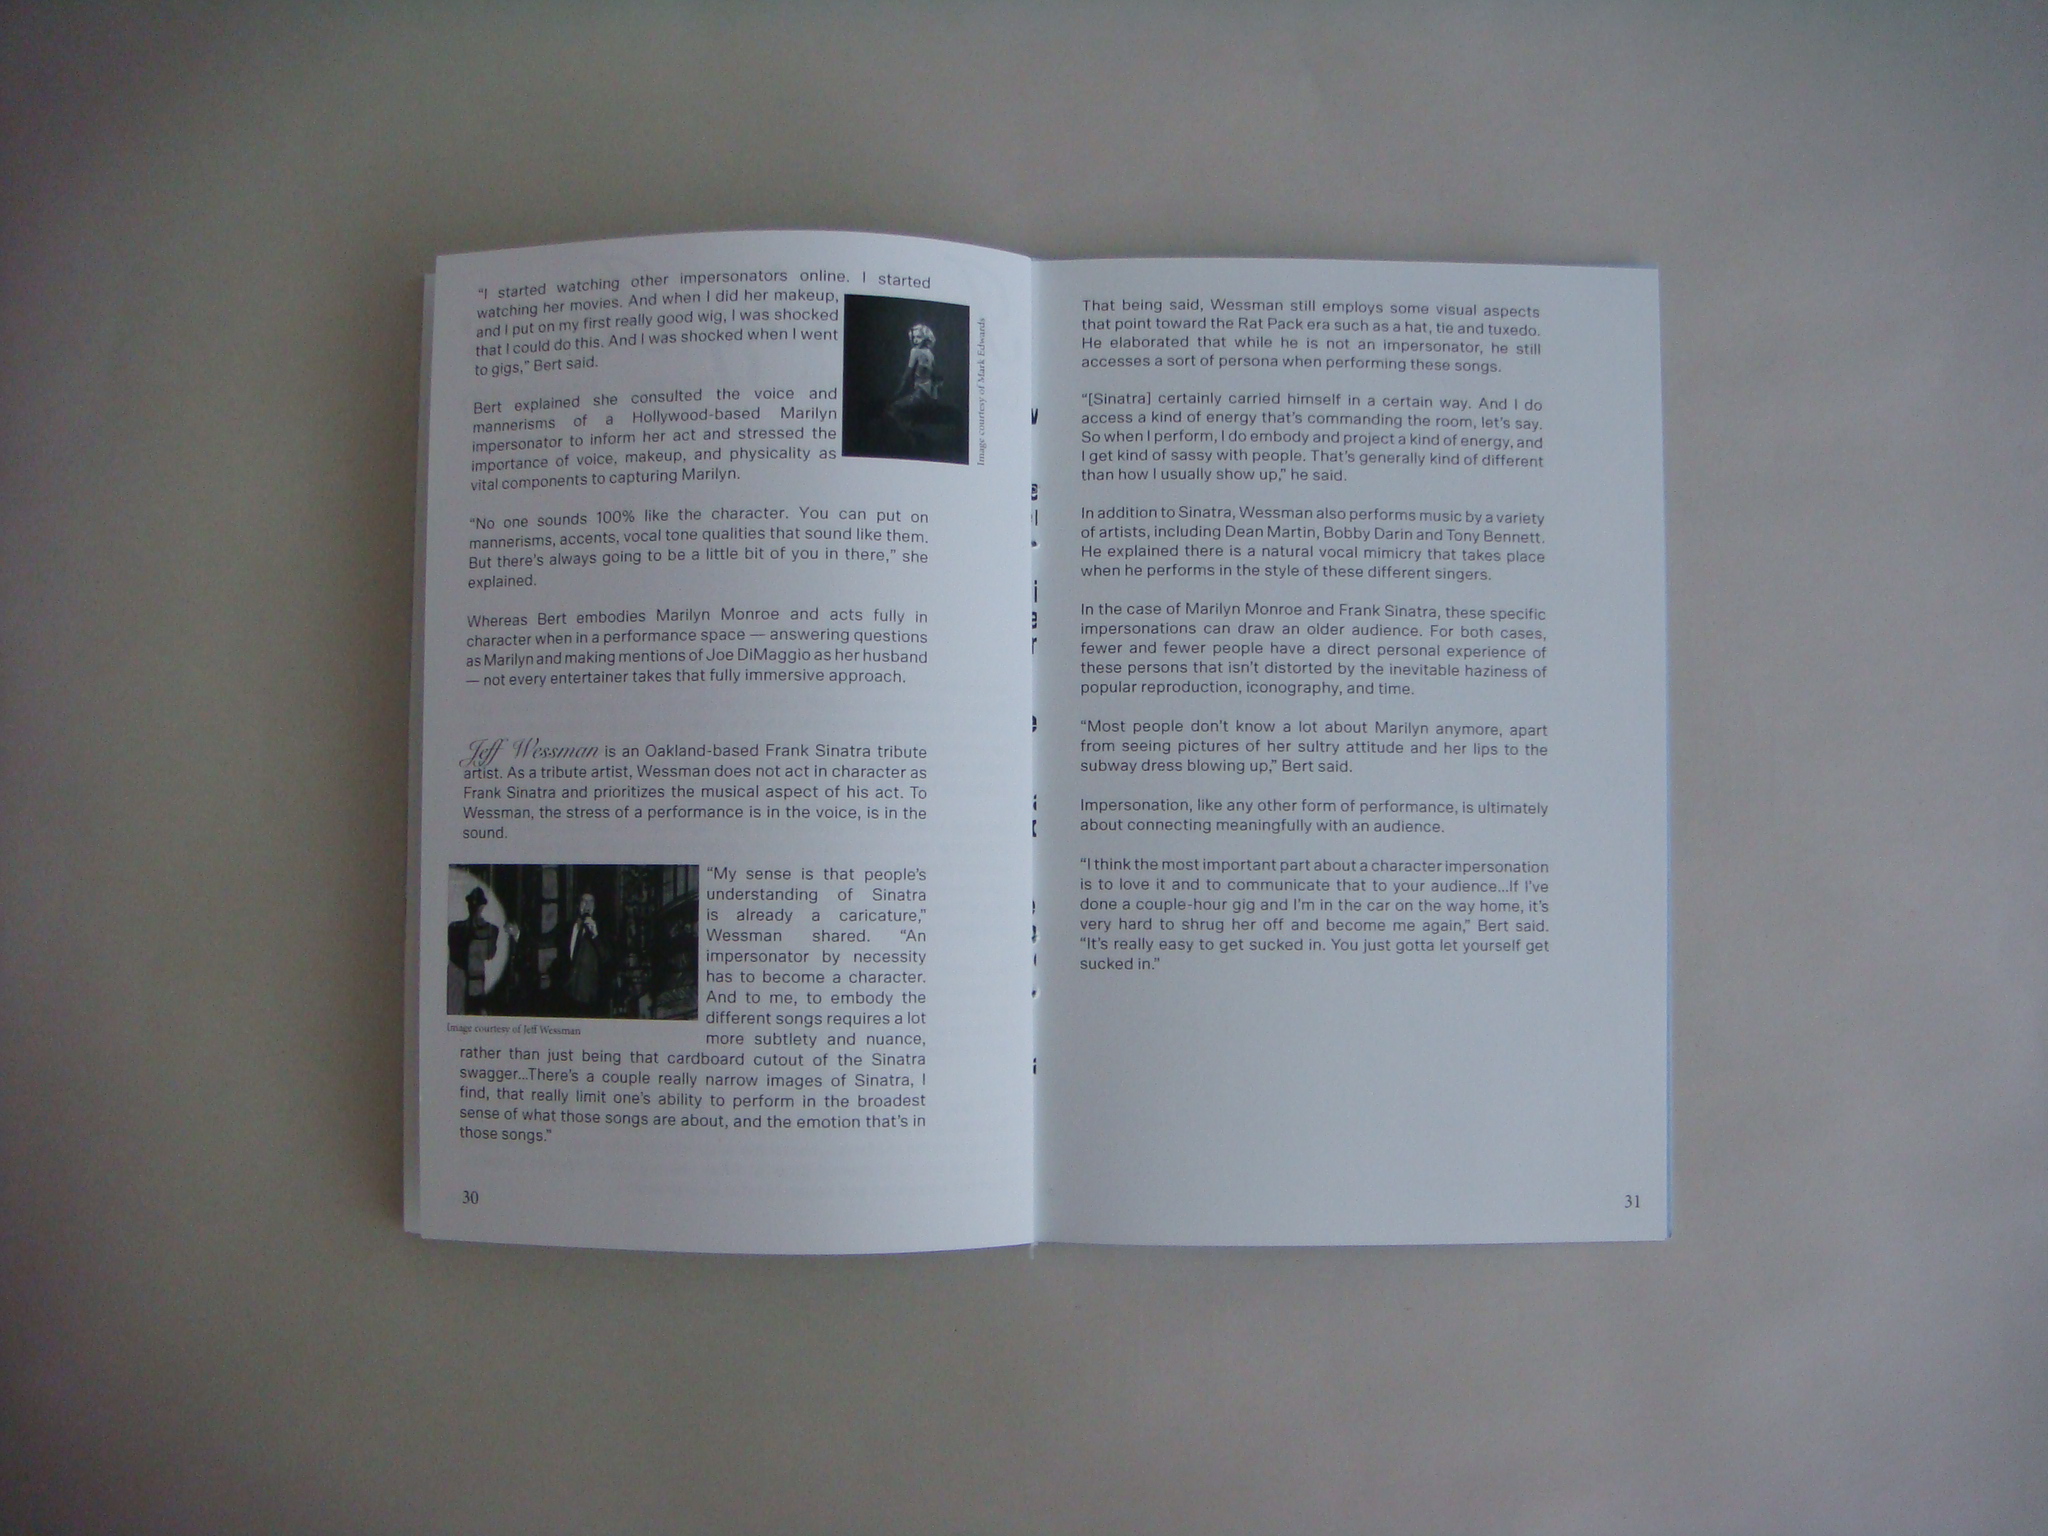 “I started watching other impersonators online. I started
watching her movies. And when I did her makeup,
and I put on my first really good wig, I was shocked
that I could do this. And I was shocked when I went
to gigs,” Bert said.
Image courtesy of Mark Edwards
Bert explained she consulted the voice and
mannerisms of a Hollywood-based Marilyn
impersonator to inform her act and stressed the
importance of voice, makeup, and physicality as
vital components to capturing Marilyn.
“No one sounds 100% like the character. You can put on
mannerisms, accents, vocal tone qualities that sound like them.
But there’s always going to be a little bit of you in there,” she
explained.
Whereas Bert embodies Marilyn Monroe and acts fully in
character when in a performance space — answering questions
as Marilyn and making mentions of Joe DiMaggio as her husband
— not every entertainer takes that fully immersive approach.
Jeff Wessman is an Oakland-based Frank Sinatra tribute
artist. As a tribute artist, Wessman does not act in character as
Frank Sinatra and prioritizes the musical aspect of his act. To
Wessman, the stress of a performance is in the voice, is in the
sound.
“My sense is that people’s
understanding of Sinatra
is already a caricature,”
Wessman shared. “An
impersonator by necessity
has to become a character.
And to me, to embody the
different songs requires a lot
more subtlety and nuance,
Image courtesy of Jeff Wessman
rather than just being that cardboard cutout of the Sinatra
swagger...There’s a couple really narrow images of Sinatra, I
find, that really limit one’s ability to perform in the broadest
sense of what those songs are about, and the emotion that’s in
those songs.”
30
That being said, Wessman still employs some visual aspects
that point toward the Rat Pack era such as a hat, tie and tuxedo.
He elaborated that while he is not an impersonator, he still
accesses a sort of persona when performing these songs.
“[Sinatra] certainly carried himself in a certain way. And I do
access a kind of energy that’s commanding the room, let’s say.
So when I perform, I do embody and project a kind of energy, and
I get kind of sassy with people. That’s generally kind of different
than how I usually show up,” he said.
In addition to Sinatra, Wessman also performs music by a variety
of artists, including Dean Martin, Bobby Darin and Tony Bennett.
He explained there is a natural vocal mimicry that takes place
when he performs in the style of these different singers.
In the case of Marilyn Monroe and Frank Sinatra, these specific
impersonations can draw an older audience. For both cases,
fewer and fewer people have a direct personal experience of
these persons that isn’t distorted by the inevitable haziness of
popular reproduction, iconography, and time.
“Most people don’t know a lot about Marilyn anymore, apart
from seeing pictures of her sultry attitude and her lips to the
subway dress blowing up,” Bert said.
Impersonation, like any other form of performance, is ultimately
about connecting meaningfully with an audience.
“I think the most important part about a character impersonation
is to love it and to communicate that to your audience...If I’ve
done a couple-hour gig and I’m in the car on the way home, it’s
very hard to shrug her off and become me again,” Bert said.
“It’s really easy to get sucked in. You just gotta let yourself get
sucked in.”
31